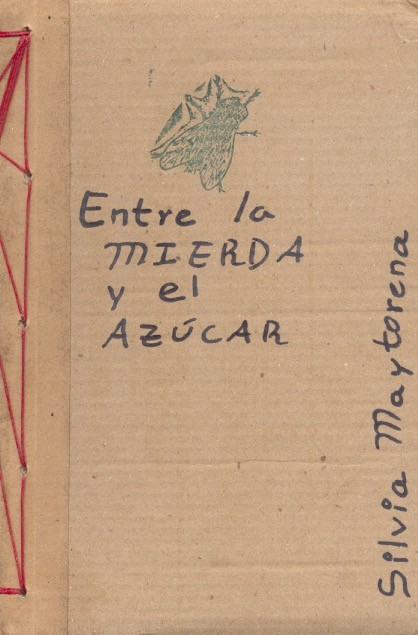 Entre la
MIERDA
y el
AZÚCAR
Silvia Maytorena